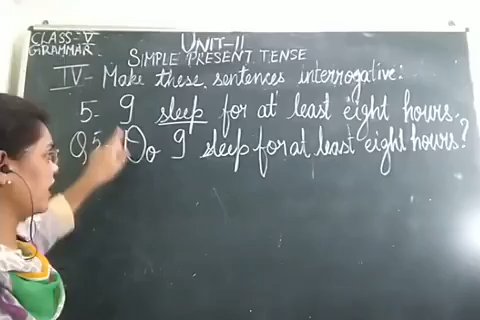 CLASS-V
GRAMMAR
UNIT-II
SIMPLE PRESENT TENSE
IV- Make these sentences interrogative:
5- I sleep for at least eight hours.
Q5- Do I sleep for at least eight hours?